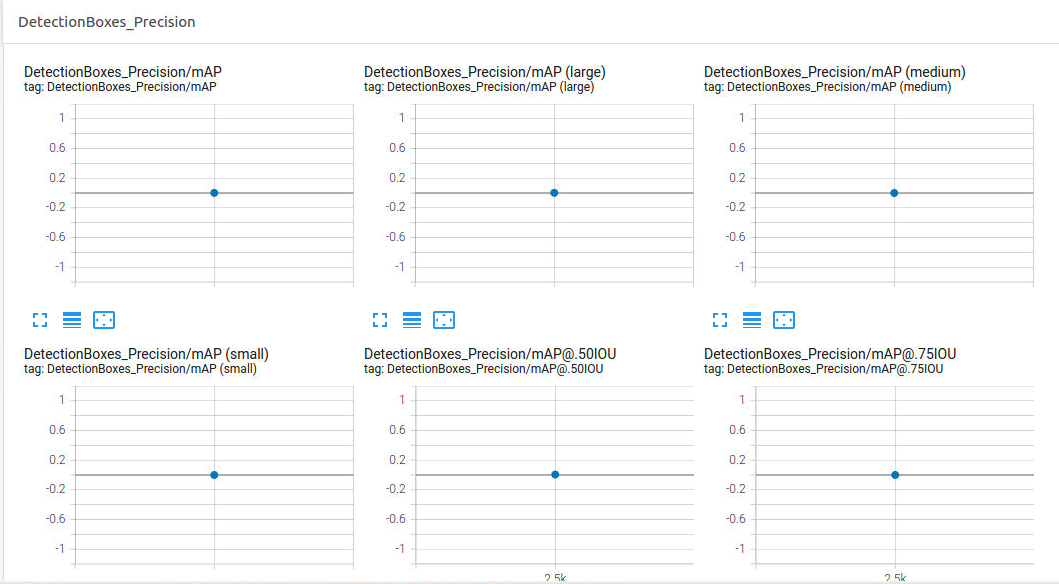 DetectionBoxes_Precision
DetectionBoxes_Precision/mAP
tag: DetectionBoxes_Precision/mAP
1
0.6
0.2
-0.2
-0.6
-1
DetectionBoxes_Precision/mAP (large)
tag: DetectionBoxes_Precision/mAP (large)
1
0.6
0.2
-0.2
-0.6
-1
DetectionBoxes_Precision/mAP (medium)
tag: DetectionBoxes_Precision/mAP (medium)
1
0.6
0.2
-0.2
-0.6
-1
DetectionBoxes_Precision/mAP (small)
tag: DetectionBoxes_Precision/mAP (small)
1
0.6
0.2
-0.2
-0.6
-1
DetectionBoxes_Precision/mAP@.50IOU
tag: DetectionBoxes_Precision/mAP@.50IOU
1
0.6
0.2
-0.2
-0.6
-1
2.5k
DetectionBoxes_Precision/mAP@.75IOU
tag: DetectionBoxes_Precision/mAP@.75IOU
1
0.6
0.2
-0.2
-0.6
-1
2.5k